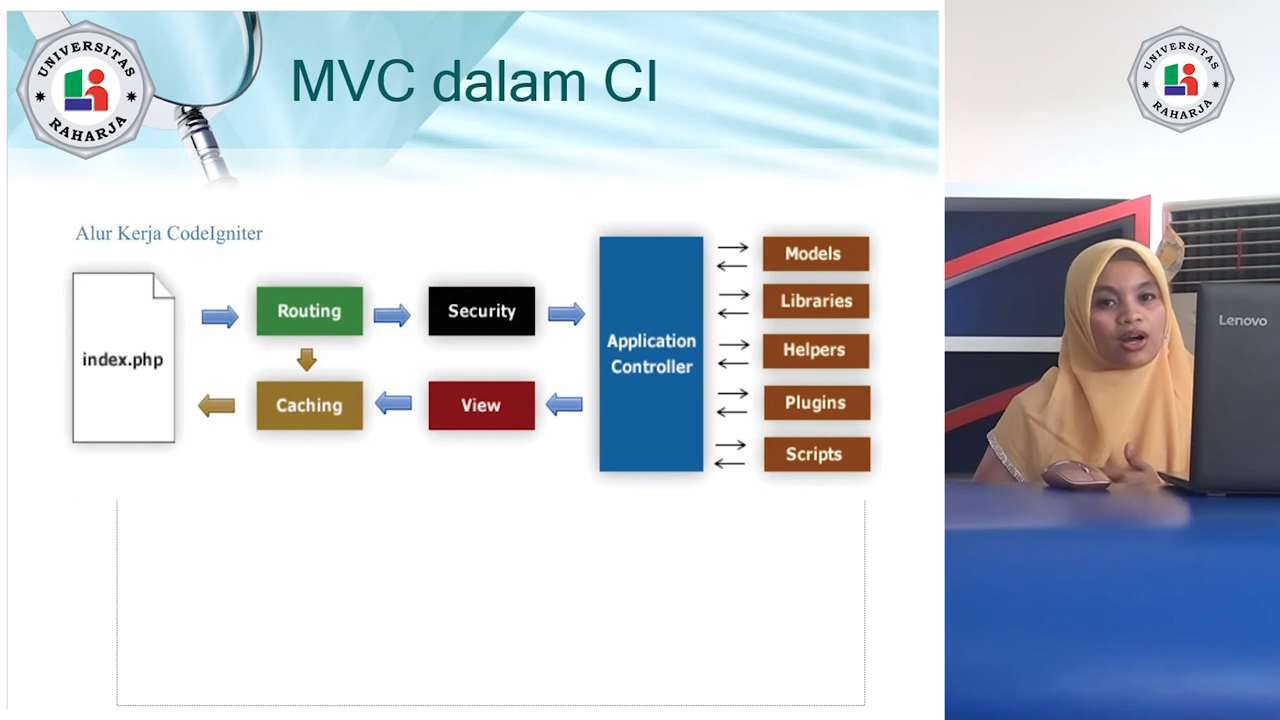 UNIVERSITAS
RAHARJA
MVC dalam CI
Alur Kerja CodeIgniter
index.php
Routing
Security
Caching
View
Application
Controller
Models
Libraries
Helpers
Plugins
Scripts
UNIVERSITAS
RAHARJA
Lenovo